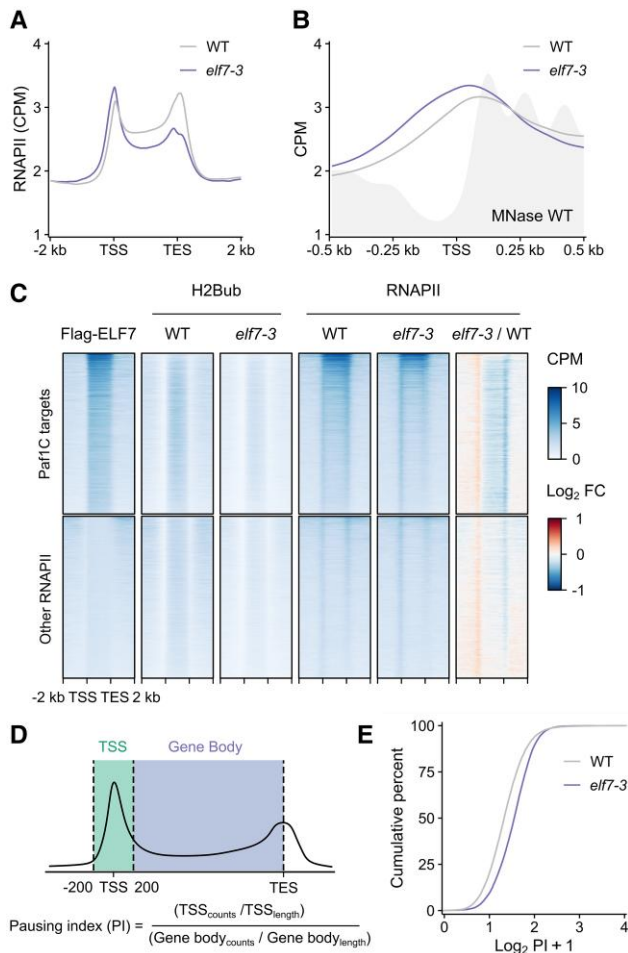 A
B
4
3
2
1
RNAPII (CPM)
WT
elf7-3
-2 kb
TSS
TES
2 kb
4
3
2
1
CPM
WT
elf7-3
MNase WT
-0.5 kb
-0.25 kb
TSS
0.25 kb
0.5 kb
C
H2Bub
RNAPII
Flag-ELF7
WT
elf7-3
WT
elf7-3
elf7-3 / WT
Paf1C targets
Other RNAPII
CPM
10
5
0
Log2 FC
1
0
-1
-2 kb TSS TES 2 kb
D
TSS
Gene Body
-200
TSS
200
TES
Pausing index (PI) =
(TSScounts /TSSlength)
(Gene bodycounts / Gene bodylength)
E
100
75
50
25
0
Cumulative percent
WT
elf7-3
0
1
2
3
4
Log2 PI + 1